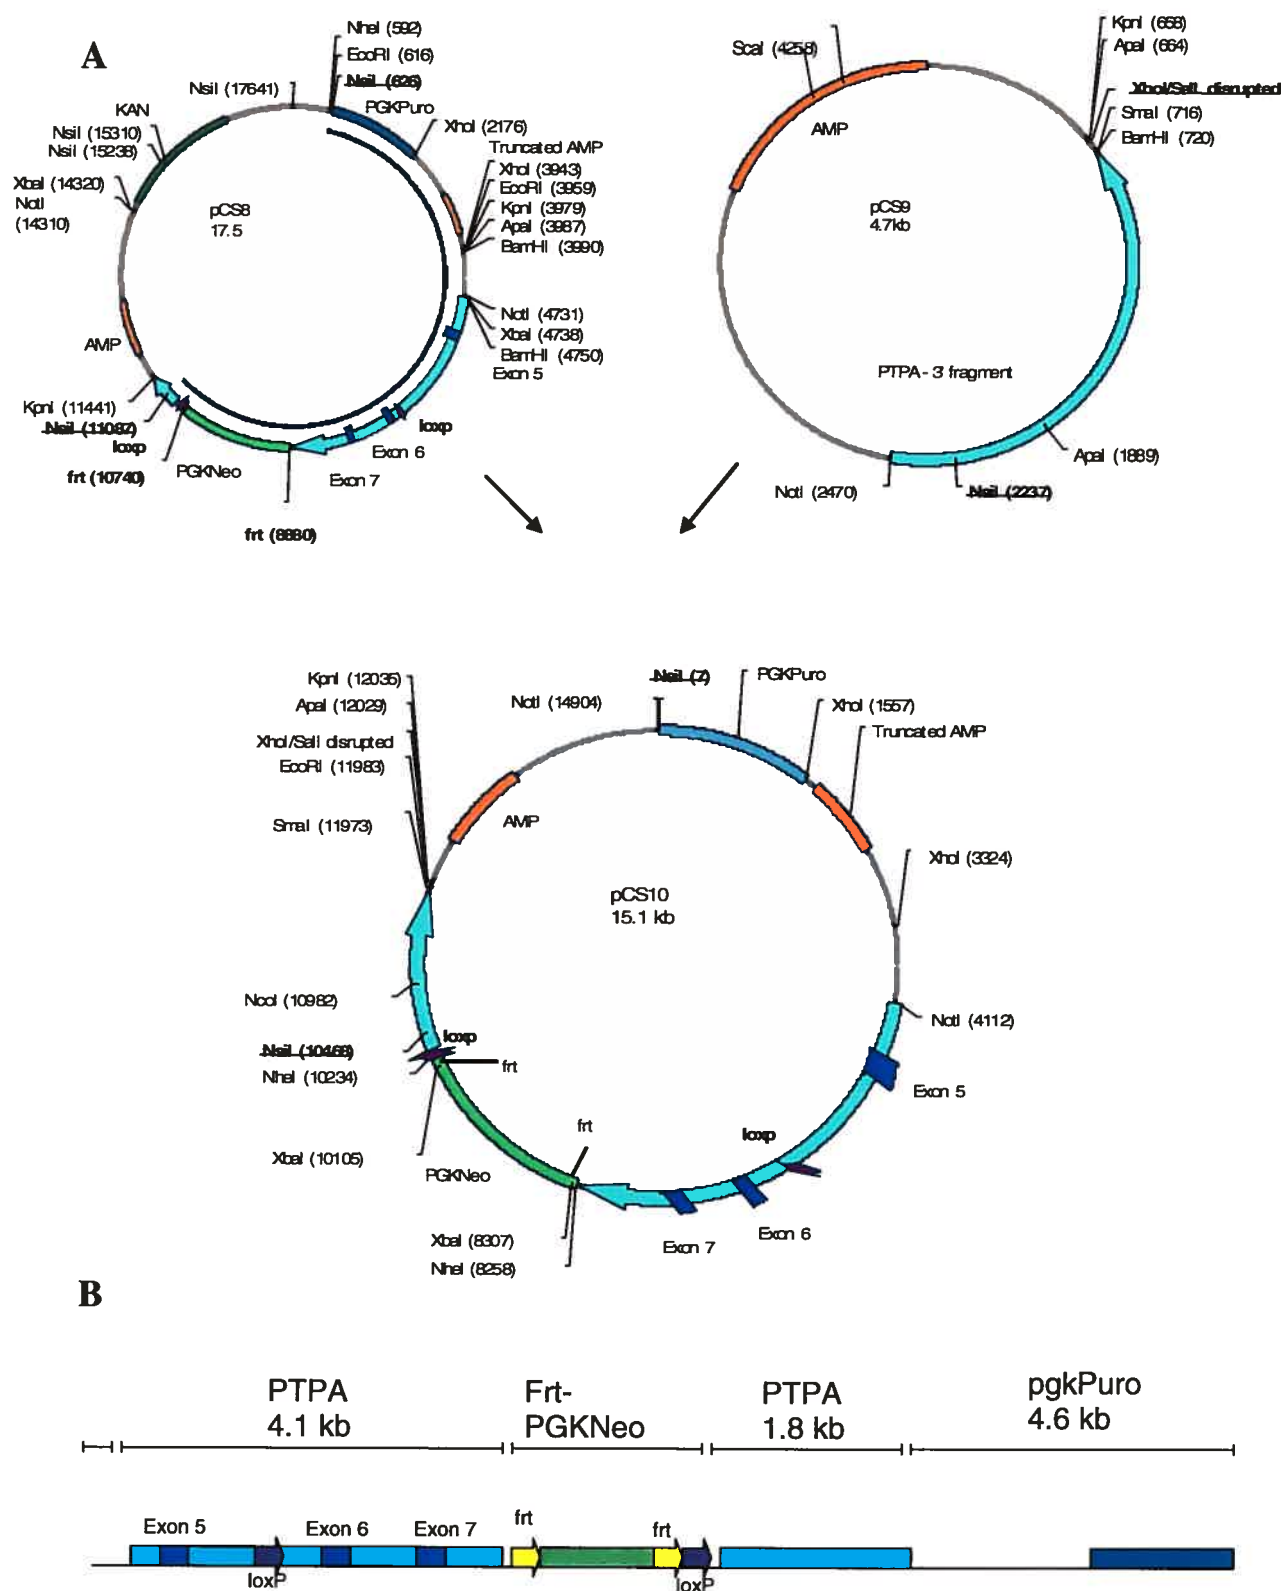 A
NheI (592)
EcoRI (616)
NsiI (626)
PGKPuro
NsiI (17641)
KAN
NsiI (15310)
NsiI (15238)
XbaI (14320)
NotI
(14310)
pCS8
17.5
XhoI (2176)
Truncated AMP
XhoI (3943)
EcoRI (3959)
KpnI (3979)
ApaI (3987)
BamHI (3990)
NotI (4731)
XbaI (4738)
BamHI (4750)
Exon 5
AMP
KpnI (11441)
NsiI (11087)
loxp
frt (10740)
PGKNeo
loxp
Exon 6
Exon 7
frt (8880)
ScaI (4258)
AMP
KpnI (658)
ApaI (664)
XhoI/SalI disrupted
SmaI (716)
BamHI (720)
pCS9
4.7kb
PTPA - 3' fragment
ApaI (1889)
NotI (2470)
NsiI (2237)
KpnI (12035)
ApaI (12029)
XhoI/SalI disrupted
EcoRI (11983)
SmaI (11973)
NotI (14904)
NsiI (7)
PGKPuro
XhoI (1557)
Truncated AMP
AMP
XhoI (3324)
pCS10
15.1 kb
NcoI (10982)
NsiI (10468)
loxp
NheI (10234)
frt
NotI (4112)
Exon 5
XbaI (10105)
PGKNeo
frt
loxp
XbaI (8307)
NheI (8258)
Exon 7
Exon 6
B
PTPA
4.1 kb
Frt-
PGKNeo
PTPA
1.8 kb
pgkPuro
4.6 kb
Exon 5
Exon 6
Exon 7
frt
frt
loxP
loxP